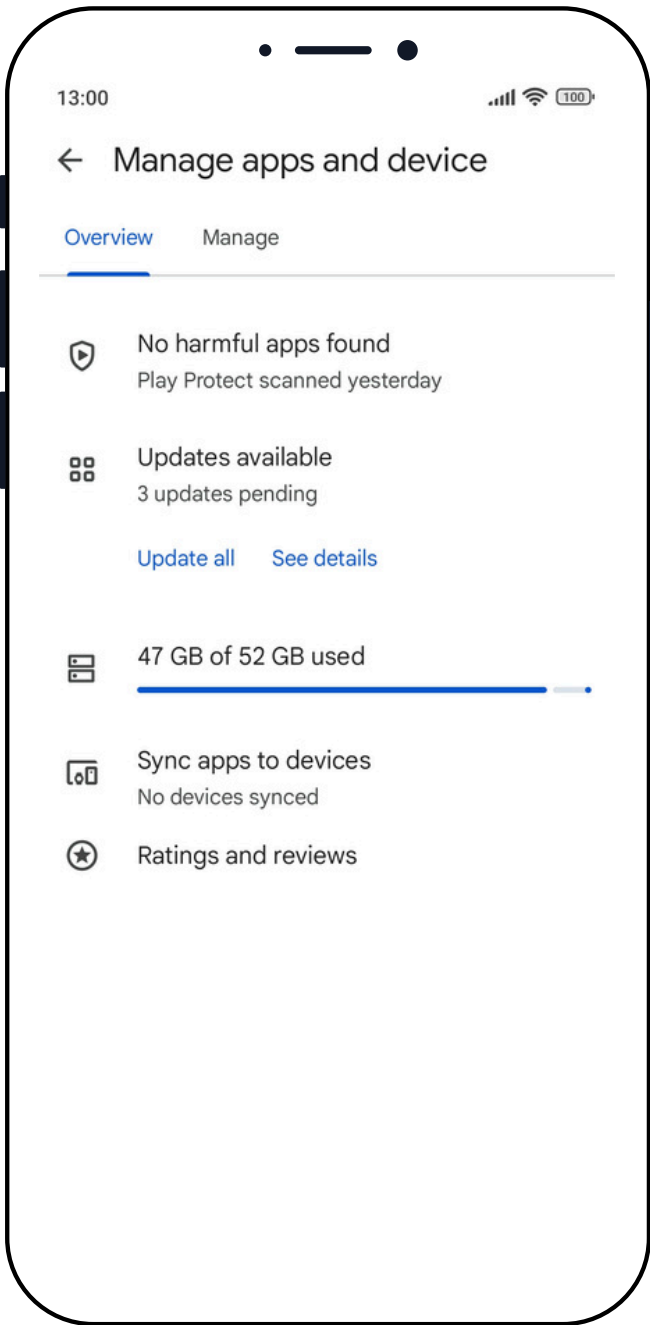 13:00
100
Manage apps and device
Overview Manage
No harmful apps found
Play Protect scanned yesterday
Updates available
3 updates pending
Update all See details
47 GB of 52 GB used
Sync apps to devices
No devices synced
Ratings and reviews